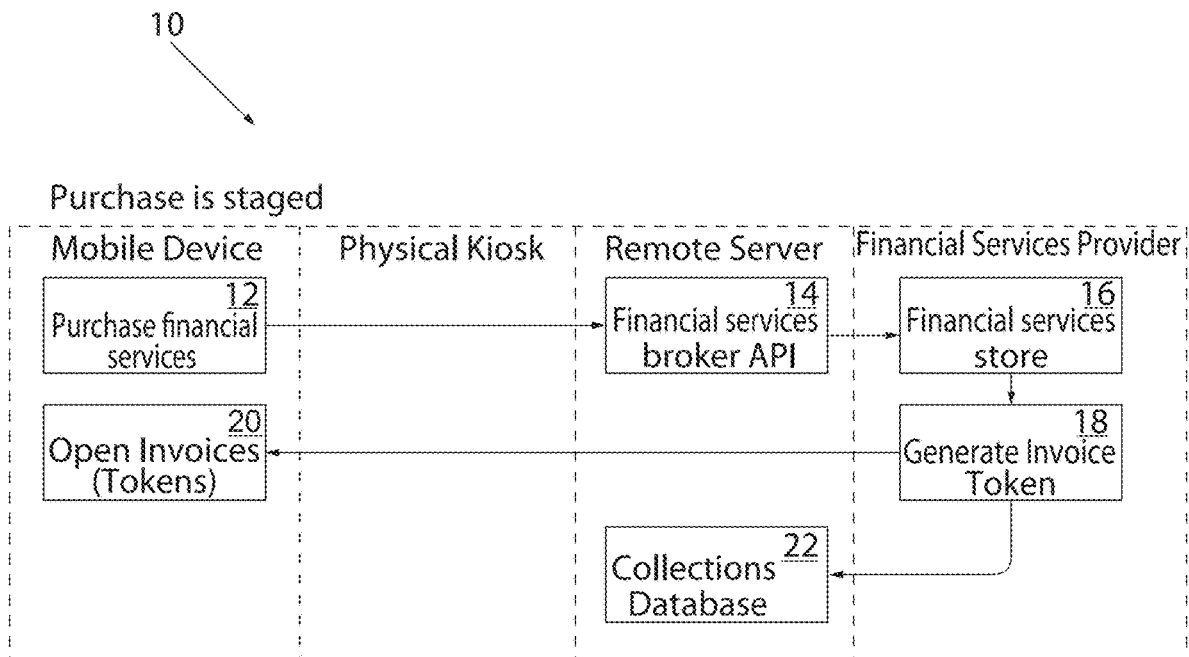 10
Purchase is staged
Mobile Device
Physical Kiosk
Remote Server
Financial Services Provider
12
Purchase financial
services
14
Financial services
broker API
16
Financial services
store
20
Open Invoices
(Tokens)
18
Generate Invoice
Token
22
Collections
Database